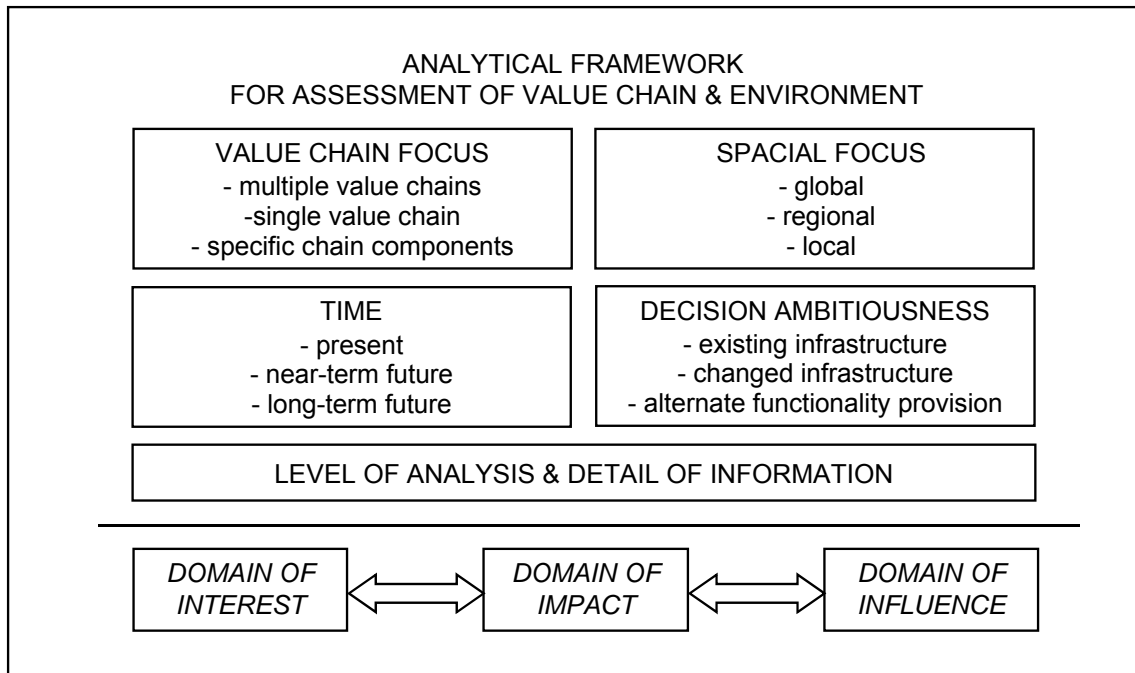 ANALYTICAL FRAMEWORK
FOR ASSESSMENT OF VALUE CHAIN & ENVIRONMENT
VALUE CHAIN FOCUS
- multiple value chains
-single value chain
- specific chain components
SPACIAL FOCUS
- global
- regional
- local
TIME
- present
- near-term future
- long-term future
DECISION AMBITIOUSNESS
- existing infrastructure
- changed infrastructure
- alternate functionality provision
LEVEL OF ANALYSIS & DETAIL OF INFORMATION
DOMAIN OF
INTEREST
DOMAIN OF
IMPACT
DOMAIN OF
INFLUENCE